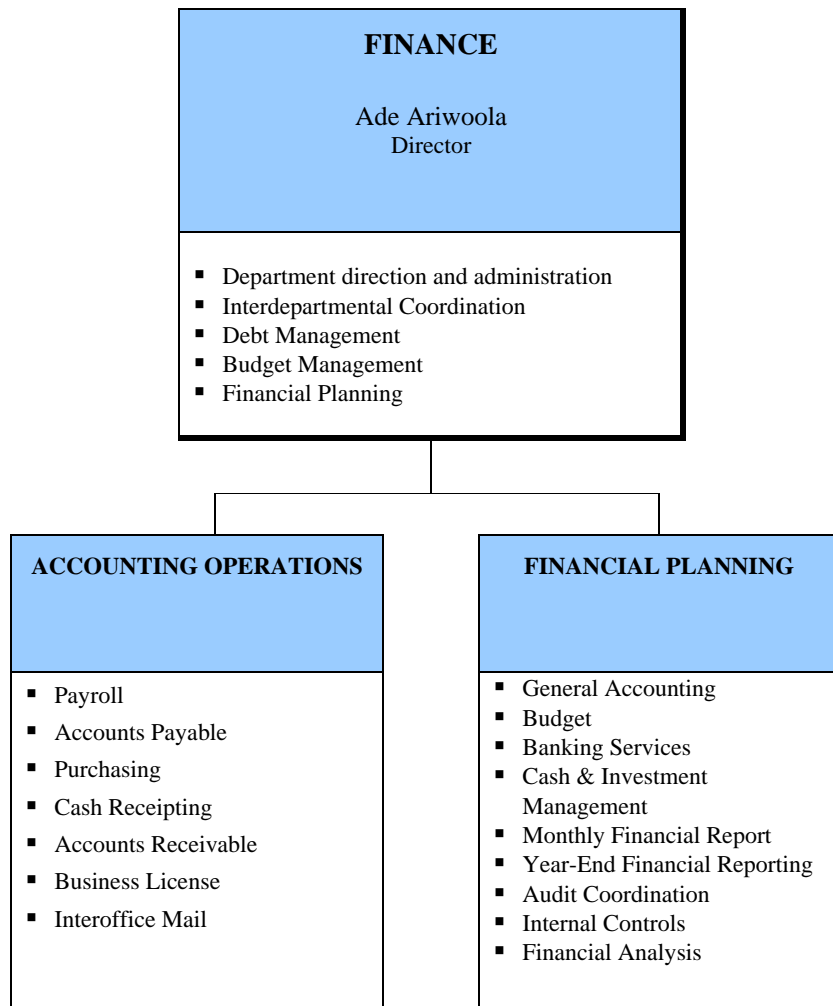 FINANCE
Ade Ariwoola
Director
▪ Department direction and administration
▪ Interdepartmental Coordination
▪ Debt Management
▪ Budget Management
▪ Financial Planning
ACCOUNTING OPERATIONS
▪ Payroll
▪ Accounts Payable
▪ Purchasing
▪ Cash Receipting
▪ Accounts Receivable
▪ Business License
▪ Interoffice Mail
FINANCIAL PLANNING
▪ General Accounting
▪ Budget
▪ Banking Services
▪ Cash & Investment
Management
▪ Monthly Financial Report
▪ Year-End Financial Reporting
▪ Audit Coordination
▪ Internal Controls
▪ Financial Analysis